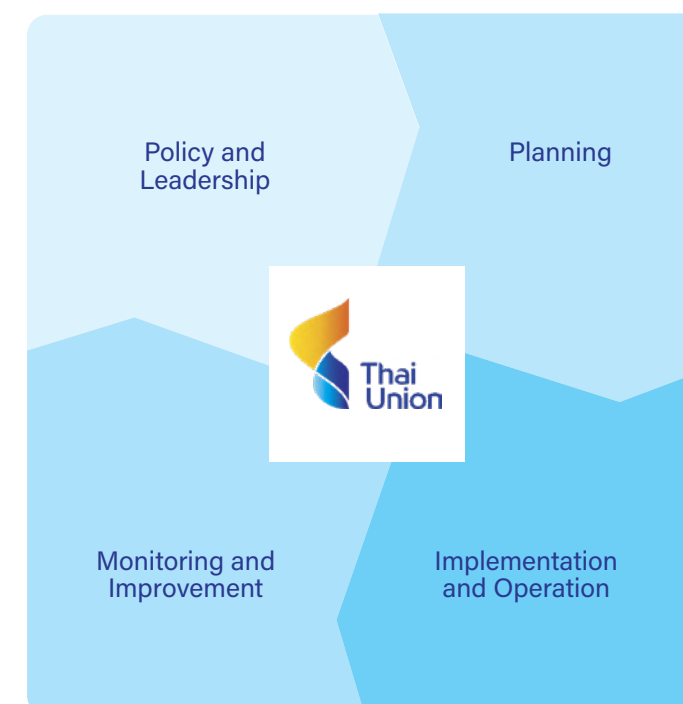 Policy and
Leadership
Planning
Thai
Union
Monitoring and
Improvement
Implementation
and Operation